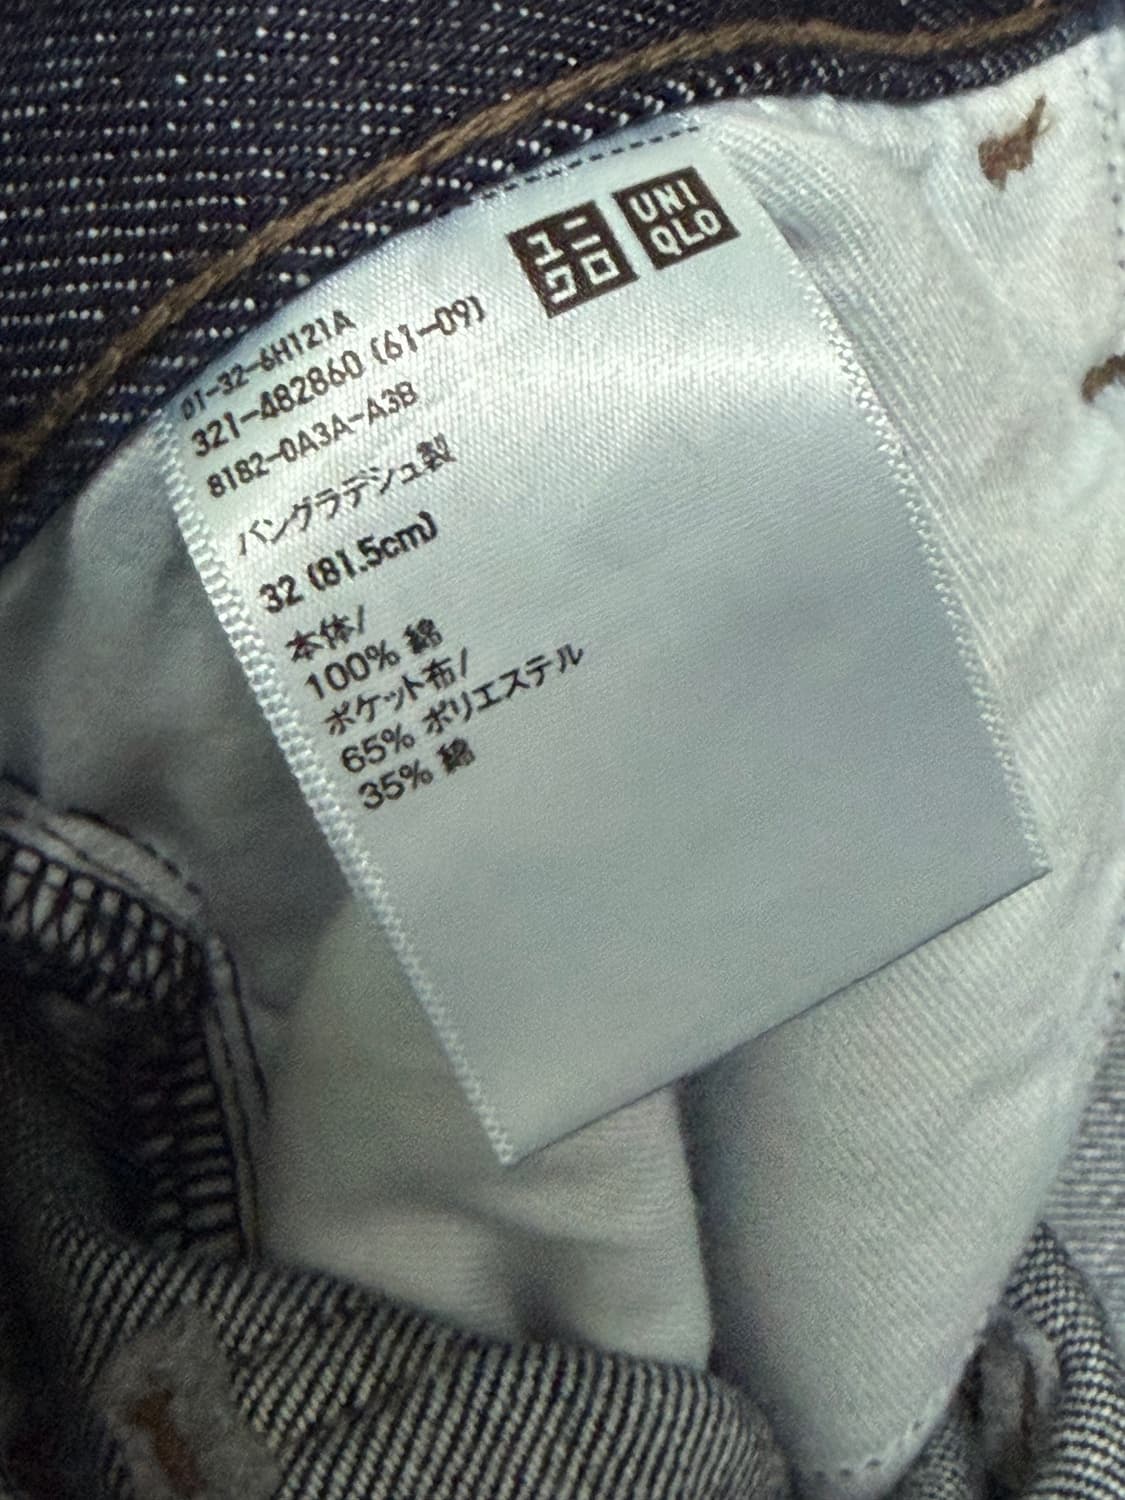 ユニ
クロ
UNI
QLO
01-32-6H121A
321-482860 (61-09)
8182-0A3A-A3B
バングラデシュ製
32 (81.5cm)
本体/
100% 綿
ポケット布/
65% ポリエステル
35% 綿